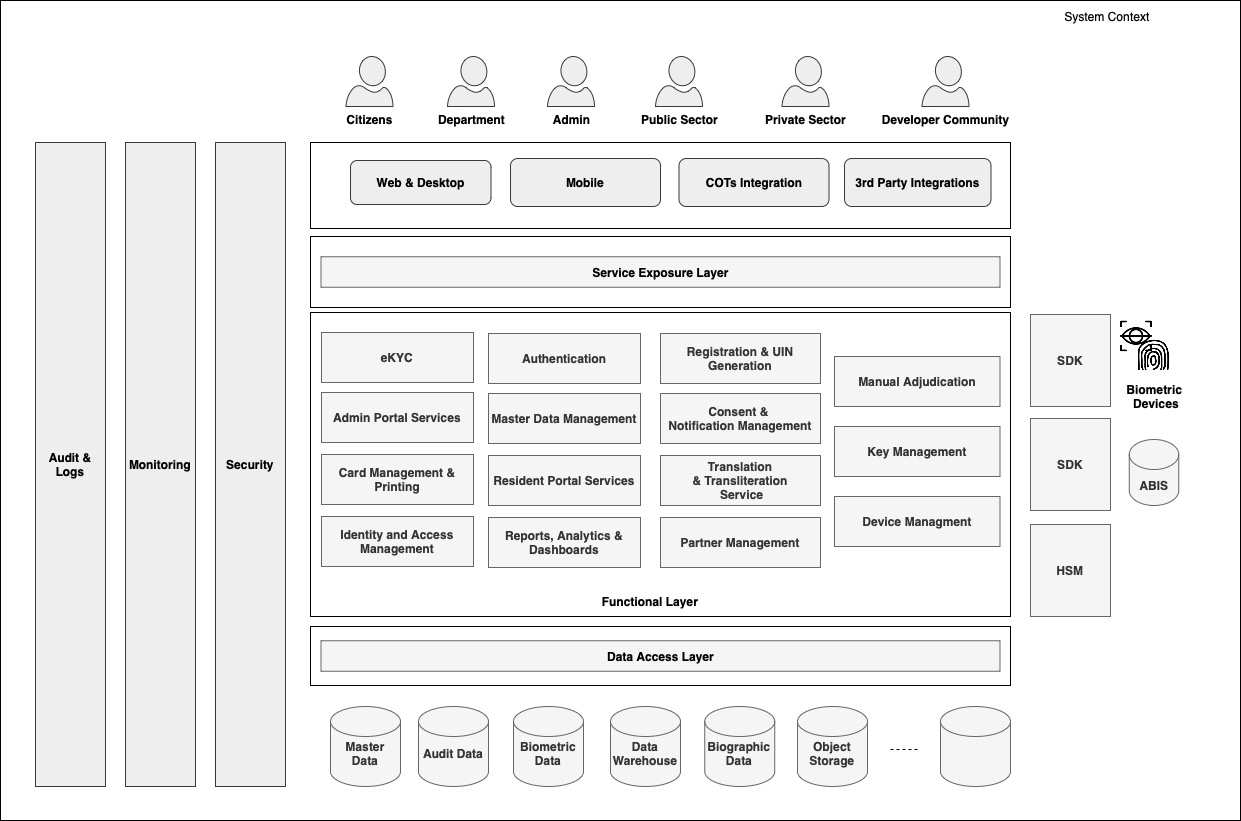 System Context
Citizens
Department
Admin
Public Sector
Private Sector
Developer Community
Web & Desktop
Mobile
COTs Integration
3rd Party Integrations
Service Exposure Layer
eKYC
Authentication
Registration & UIN
Generation
Manual Adjudication
Admin Portal Services
Master Data Management
Consent &
Notification Management
Key Management
Card Management &
Printing
Resident Portal Services
Translation
& Transliteration
Service
Device Managment
Identity and Access
Management
Reports, Analytics &
Dashboards
Partner Management
Functional Layer
Data Access Layer
Audit &
Logs
Monitoring
Security
SDK
Biometric
Devices
SDK
ABIS
HSM
Master
Data
Audit Data
Biometric
Data
Data
Warehouse
Biographic
Data
Object
Storage
-----